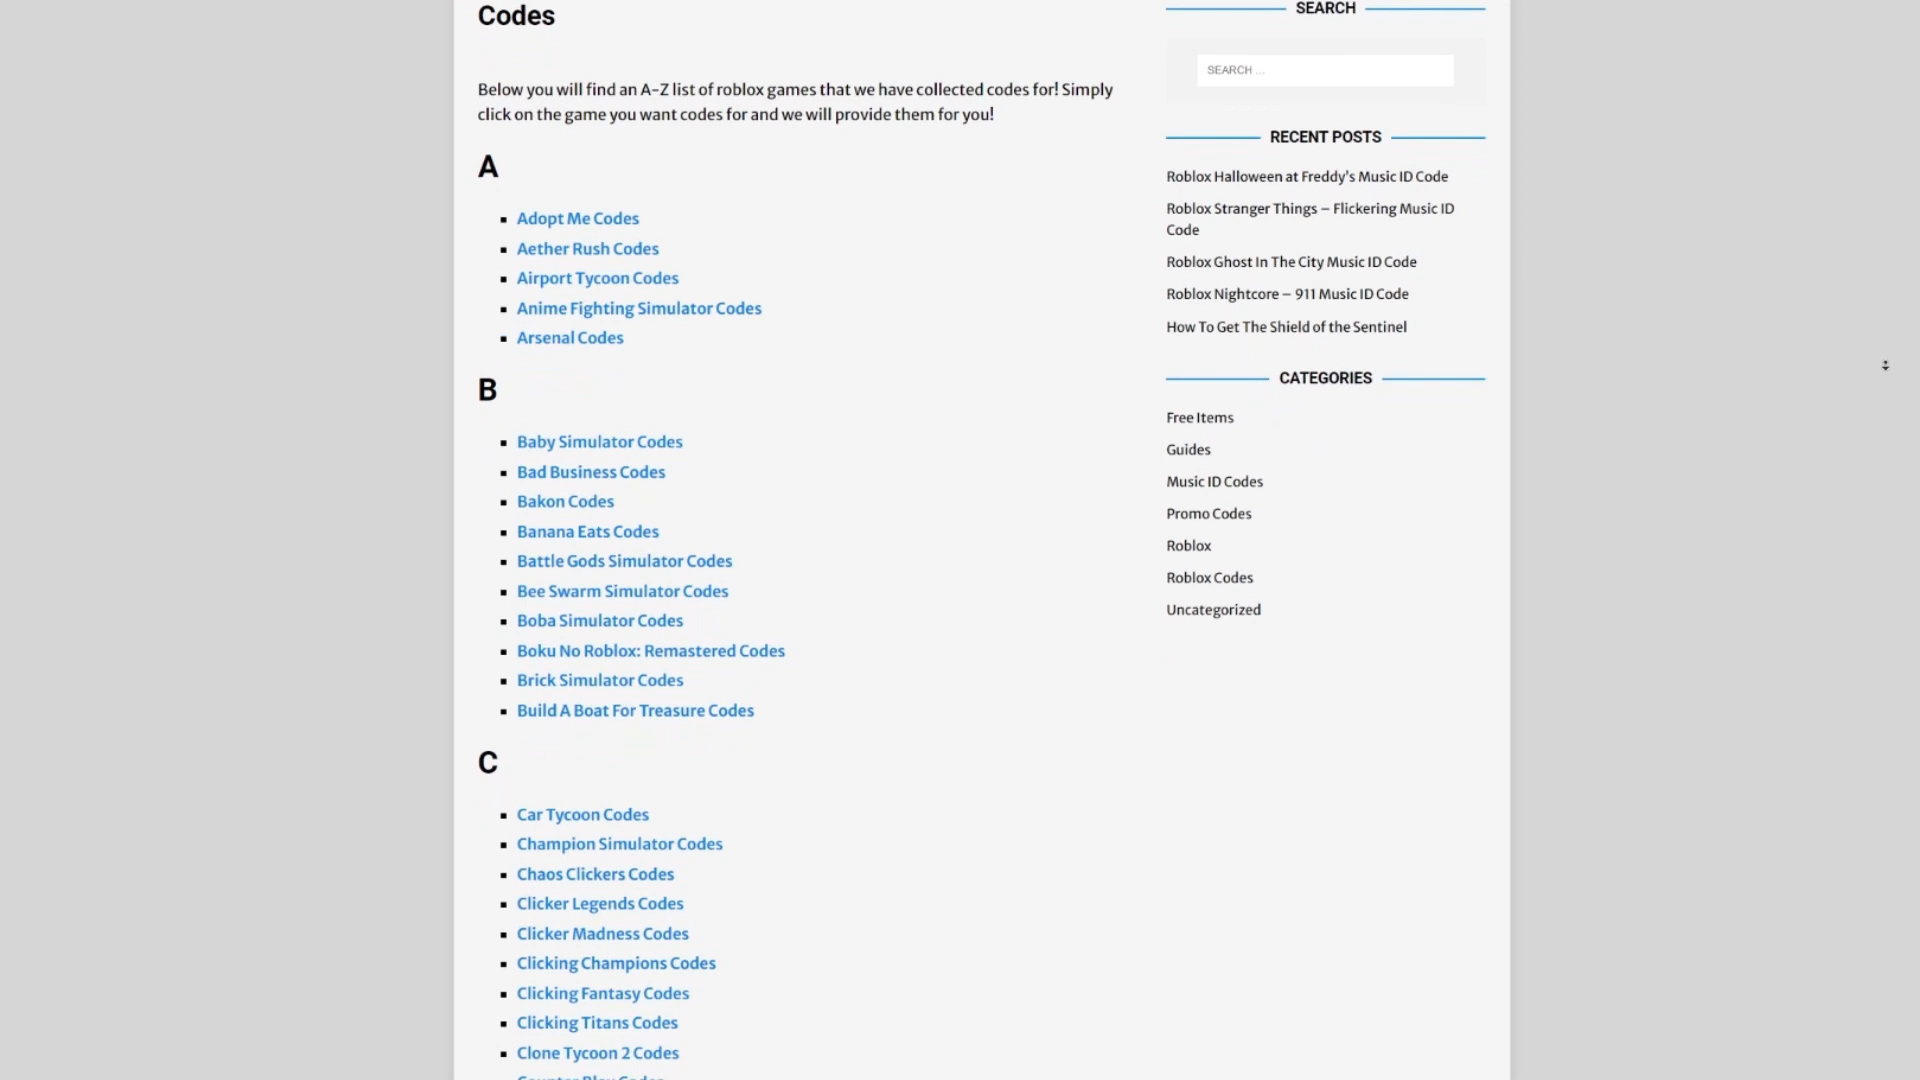 Codes
Below you will find an A-Z list of roblox games that we have collected codes for! Simply
click on the game you want codes for and we will provide them for you!
A
Adopt Me Codes
Aether Rush Codes
Airport Tycoon Codes
Anime Fighting Simulator Codes
Arsenal Codes
B
Baby Simulator Codes
Bad Business Codes
Bakon Codes
Banana Eats Codes
Battle Gods Simulator Codes
Bee Swarm Simulator Codes
Boba Simulator Codes
Boku No Roblox: Remastered Codes
Brick Simulator Codes
Build A Boat For Treasure Codes
C
Car Tycoon Codes
Champion Simulator Codes
Chaos Clickers Codes
Clicker Legends Codes
Clicker Madness Codes
Clicking Champions Codes
Clicking Fantasy Codes
Clicking Titans Codes
Clone Tycoon 2 Codes
SEARCH
SEARCH ...
RECENT POSTS
Roblox Halloween at Freddy's Music ID Code
Roblox Stranger Things – Flickering Music ID
Code
Roblox Ghost In The City Music ID Code
Roblox Nightcore – 911 Music ID Code
How To Get The Shield of the Sentinel
CATEGORIES
Free Items
Guides
Music ID Codes
Promo Codes
Roblox
Roblox Codes
Uncategorized